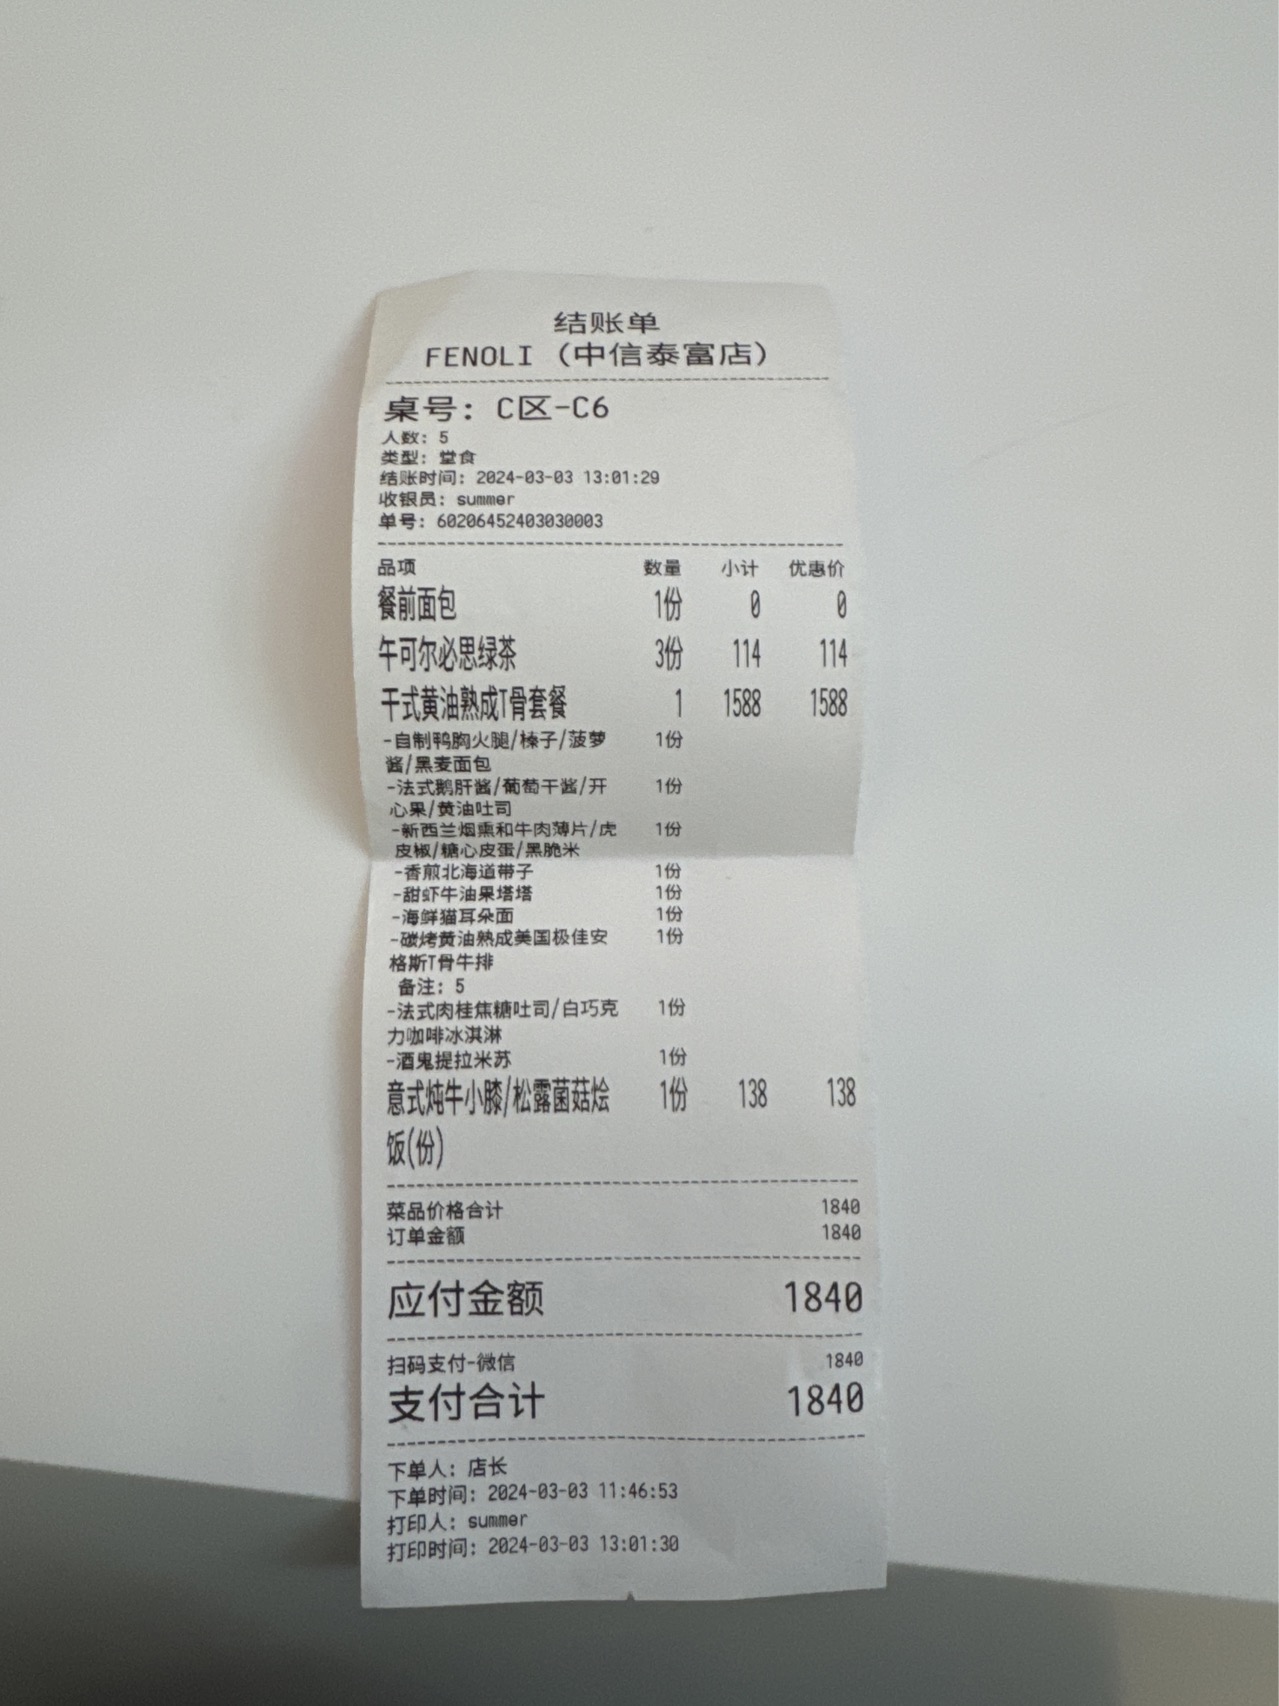 结账单
FENOLI (中信泰富店)
桌号: C区-C6
人数: 5
类型: 堂食
结账时间: 2024-03-03 13:01:29
收银员: summer
单号: 60206452403030003
品项 数量 小计 优惠价
餐前面包 1份 0 0
午可尔必思绿茶 3份 114 114
干式黄油熟成T骨套餐 1 1588 1588
-自制鸭胸火腿/榛子/菠萝 1份
酱/黑麦面包
-法式鹅肝酱/葡萄干酱/开 1份
心果/黄油吐司
-新西兰烟熏和牛肉薄片/虎 1份
皮椒/糖心皮蛋/黑脆米
-香煎北海道带子 1份
-甜虾牛油果塔塔 1份
-海鲜猫耳朵面 1份
-碳烤黄油熟成美国极佳安 1份
格斯T骨牛排
备注: 5
-法式肉桂焦糖吐司/白巧克 1份
力咖啡冰淇淋
-酒鬼提拉米苏 1份
意式炖牛小膝/松露菌菇烩 1份 138 138
饭(份)
菜品价格合计 1840
订单金额 1840
应付金额 1840
扫码支付-微信 1840
支付合计 1840
下单人: 店长
下单时间: 2024-03-03 11:46:53
打印人: summer
打印时间: 2024-03-03 13:01:30